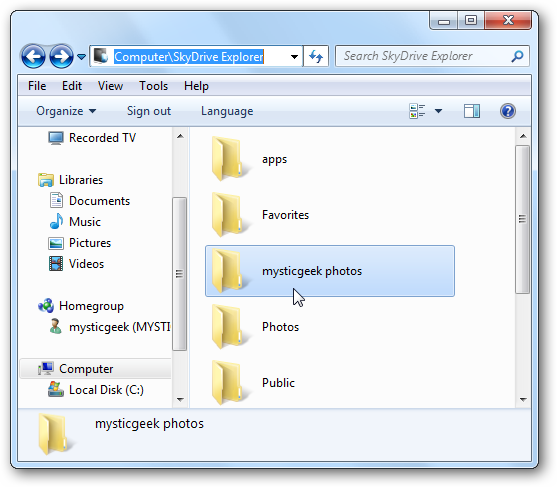 Computer\SkyDrive Explorer
Search SkyDrive Explorer
File Edit View Tools Help
Organize Sign out Language
Recorded TV
Libraries
Documents
Music
Pictures
Videos
Homegroup
mysticgeek (MYSTI
Computer
Local Disk (C:)
apps
Favorites
mysticgeek photos
Photos
Public
mysticgeek photos